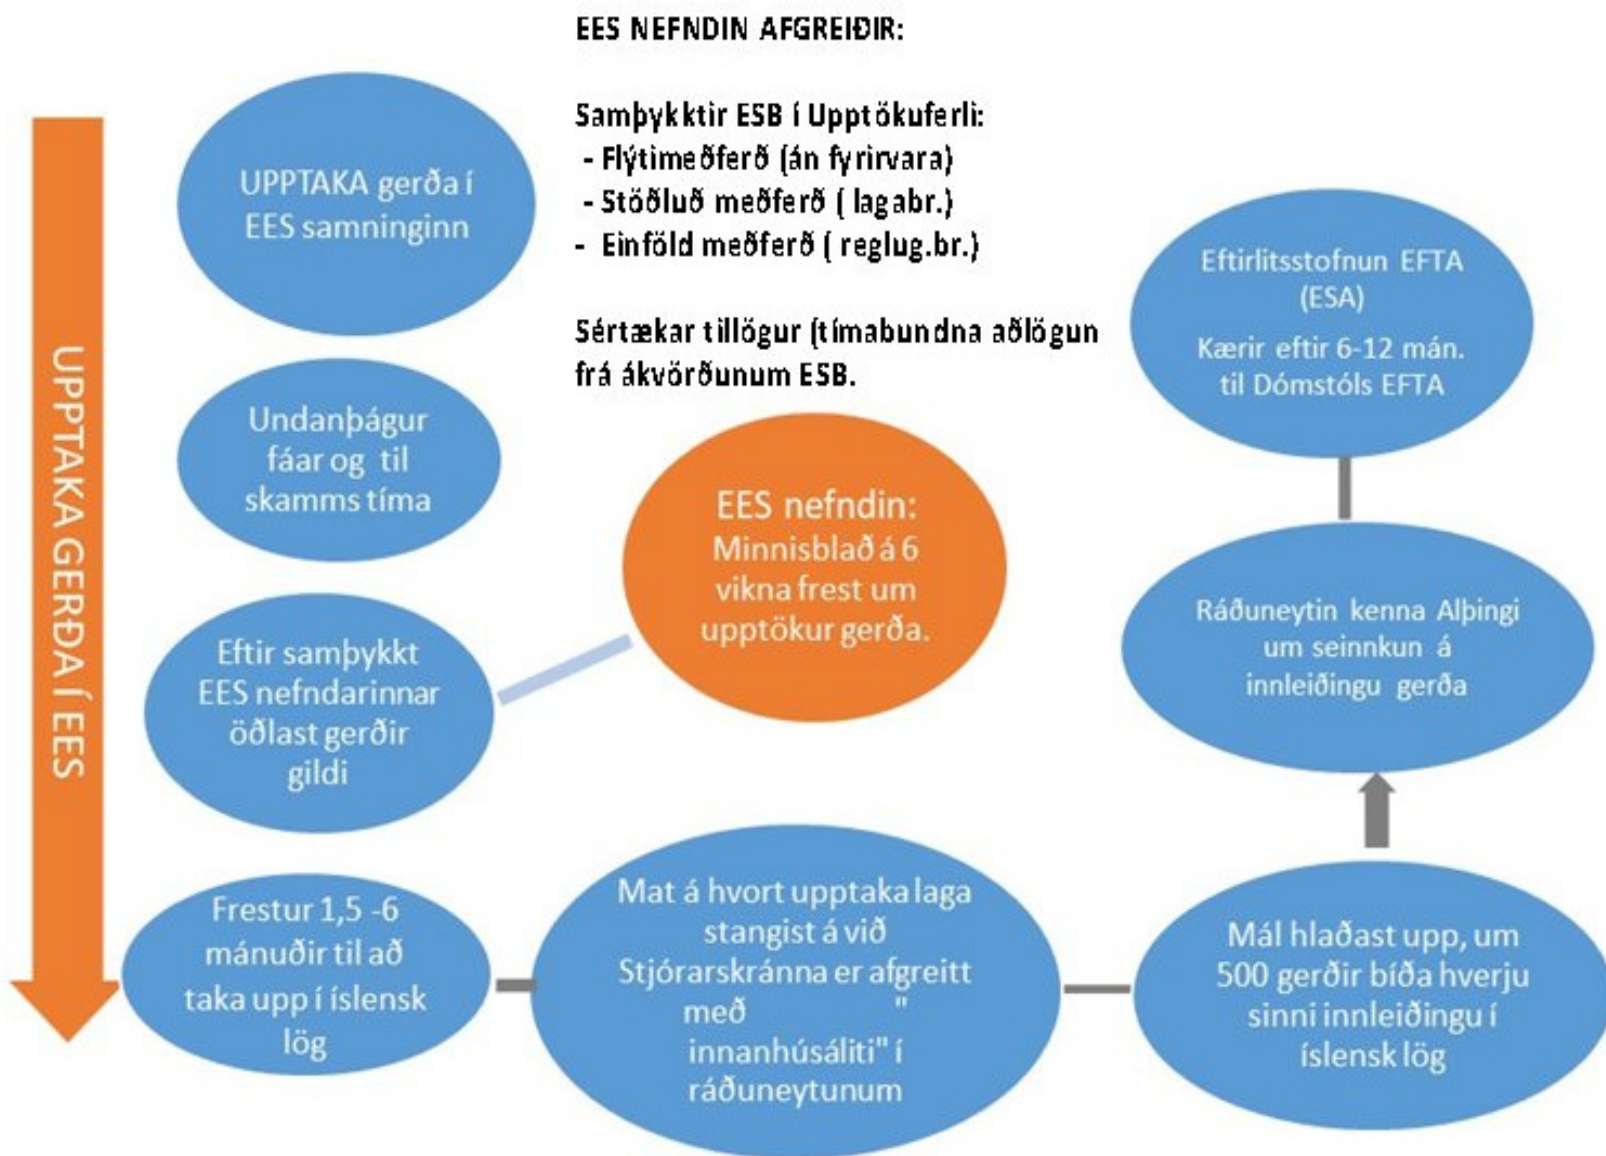 EES NEFNDIN AFGREIÐIR:
Samþykktir ESB í Upptökuferli:
- Flýtimeðferð (án fyrirvara)
- Stöðluð meðferð ( lagabr.)
- Einföld meðferð ( reglug.br.)
Sértækar tillögur (tímabundna aðlögun
frá ákvörðunum ESB.
UPPTAKA GERÐA Í EES
UPPTAKA gerða í
EES samninginn
Undanþágur
fáar og til
skamms tíma
Eftir samþykkt
EES nefndarinnar
öðlast gerðir
gildi
EES nefndin:
Minnisblað á 6
vikna frest um
upptökur gerða.
Frestur 1,5 -6
mánuðir til að
taka upp í íslensk
lög
Mat á hvort upptaka laga
stangist á við
Stjórarskránna er afgreitt
með "
innanhúsáliti" í
ráðuneytunum
Mál hlaðast upp, um
500 gerðir bíða hverju
sinni innleiðingu í
íslensk lög
Ráðuneytin kenna Alþingi
um seinnkun á
innleiðingu gerða
Eftirlitsstofnun EFTA
(ESA)
Kærir eftir 6-12 mán.
til Dómstóls EFTA